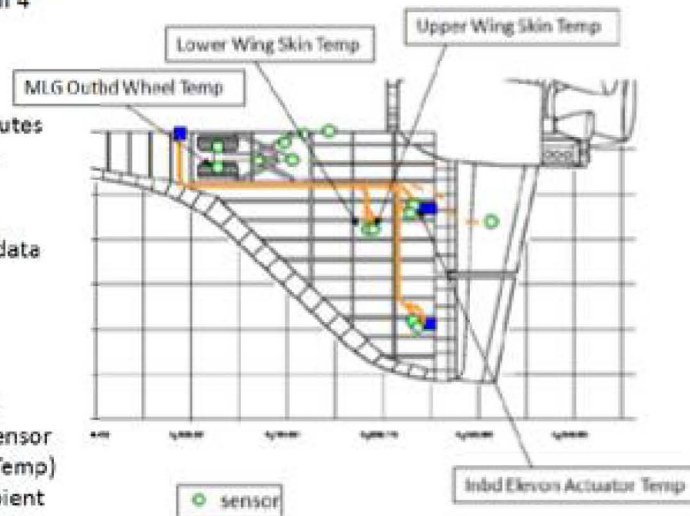 Upper Wing Skin Temp
Lower Wing Skin Temp
MLG Outbd Wheel Temp
utes
data
ensor
Temp)
bient
Inbd Elevon Actuator Temp
sensor